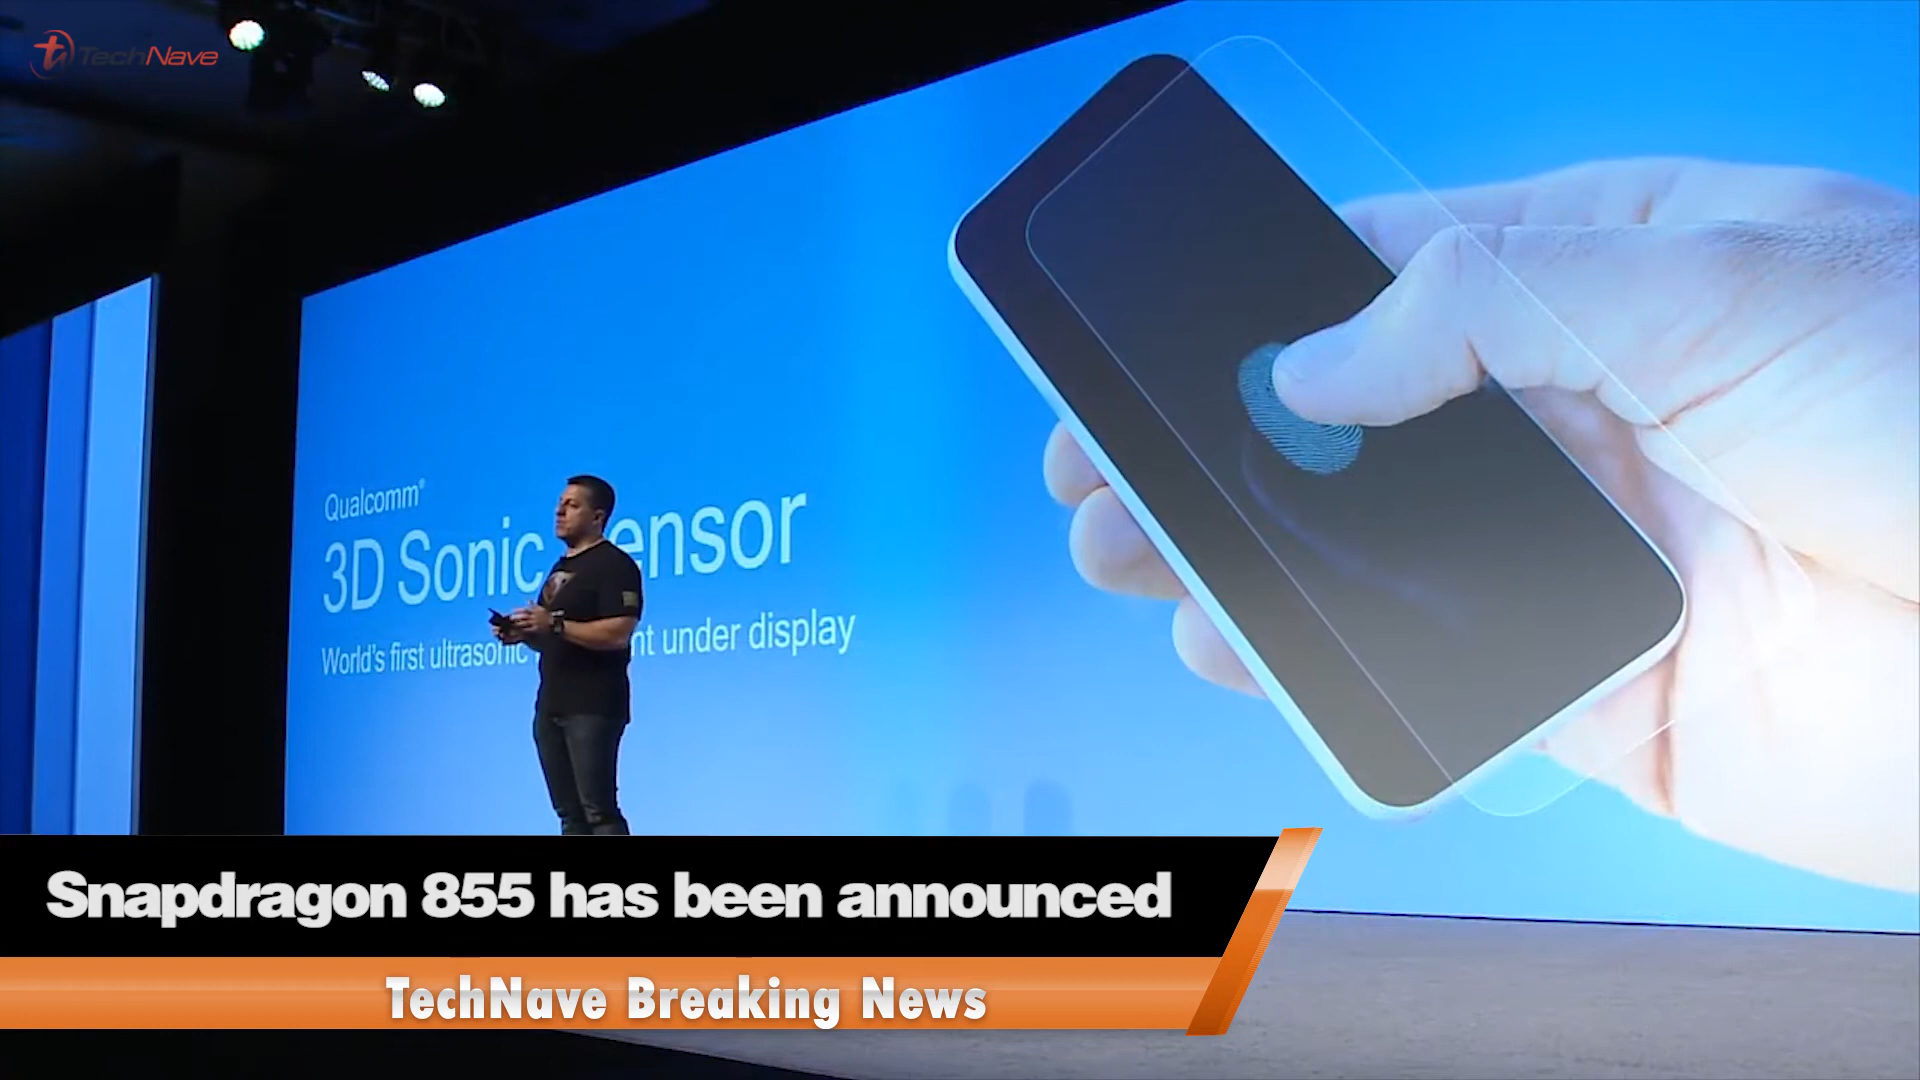 TechNave
Qualcomm®
3D Sonic ensor
World's first ultrasonic nt under display
Snapdragon 855 has been announced
TechNave Breaking News